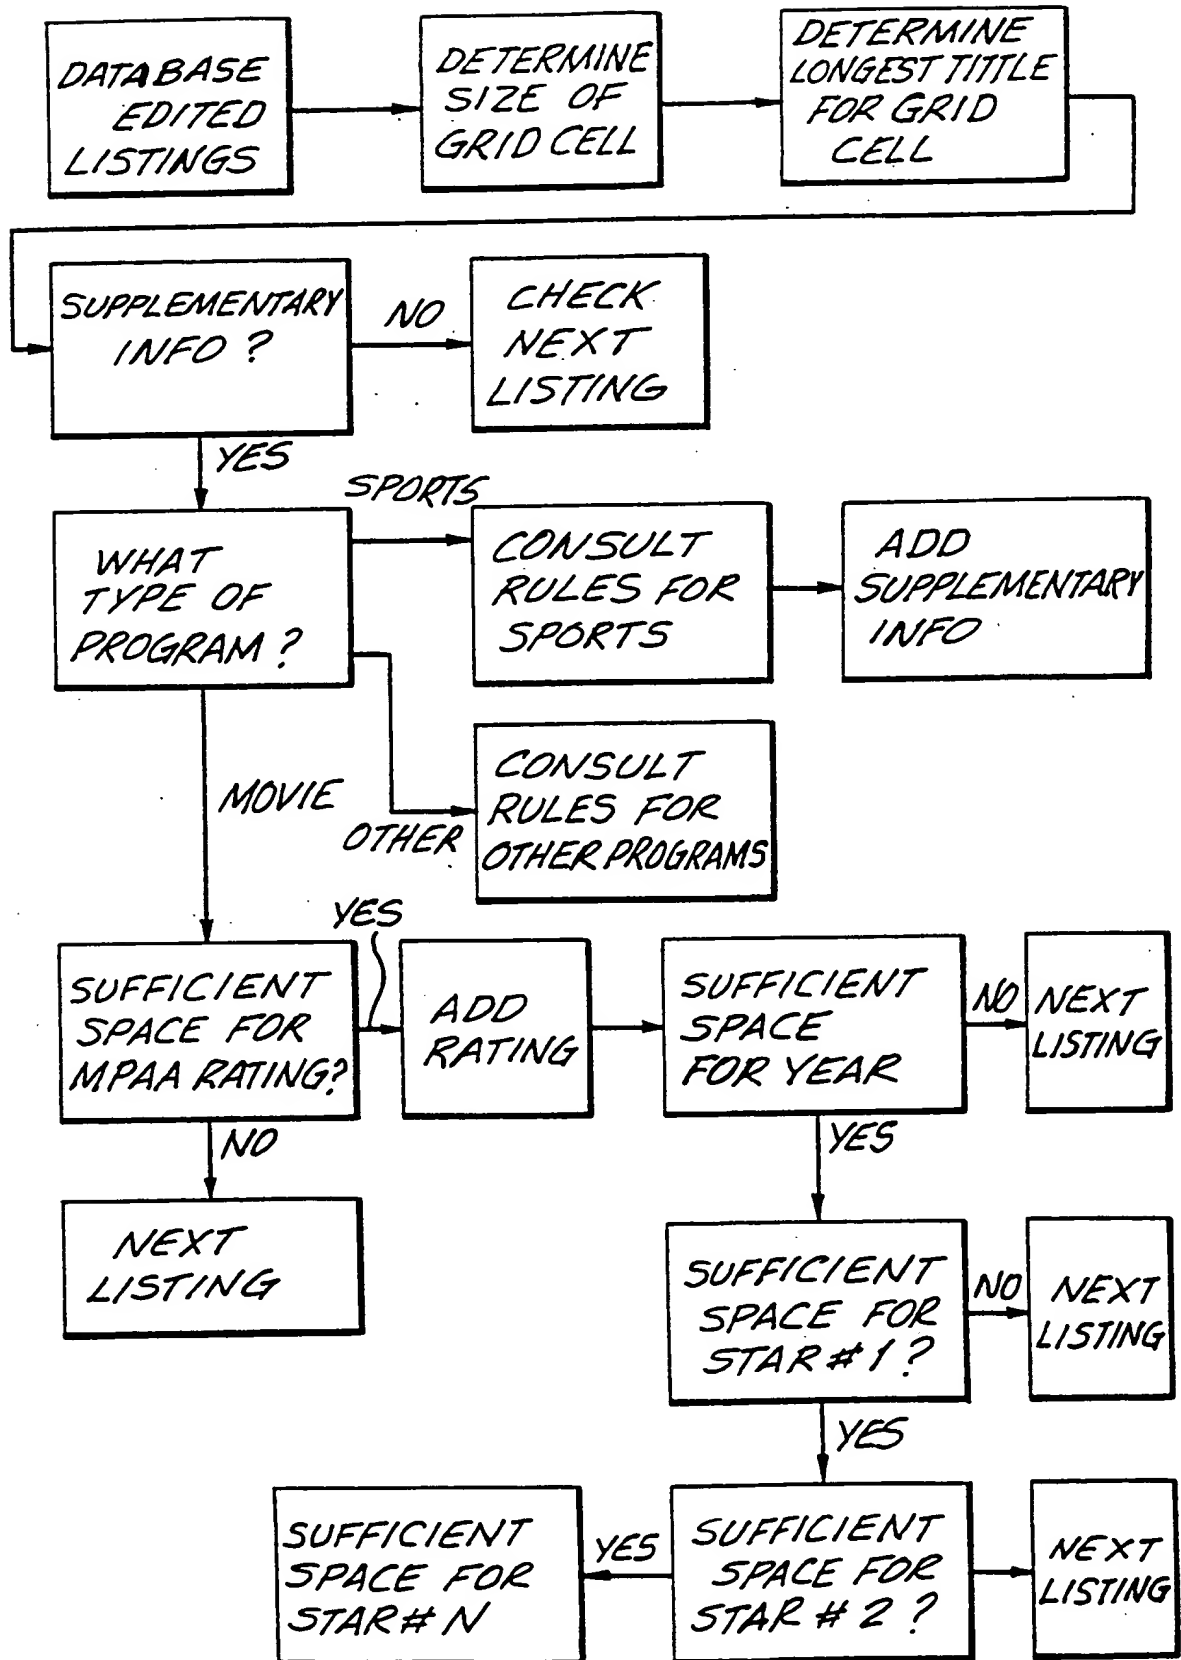 DATABASE
EDITED
LISTINGS
DETERMINE
SIZE OF
GRID CELL
DETERMINE
LONGEST TITTLE
FOR GRID
CELL
SUPPLEMENTARY
INFO?
NO
CHECK
NEXT
LISTING
YES
WHAT
TYPE OF
PROGRAM?
SPORTS
CONSULT
RULES FOR
SPORTS
ADD
SUPPLEMENTARY
INFO
OTHER
CONSULT
RULES FOR
OTHER PROGRAMS
MOVIE
SUFFICIENT
SPACE FOR
MPAA RATING?
YES
ADD
RATING
SUFFICIENT
SPACE
FOR YEAR
NO
NEXT
LISTING
NO
NEXT
LISTING
YES
SUFFICIENT
SPACE FOR
STAR #1?
NO
NEXT
LISTING
YES
SUFFICIENT
SPACE FOR
STAR #2?
NEXT
LISTING
YES
SUFFICIENT
SPACE FOR
STAR# N